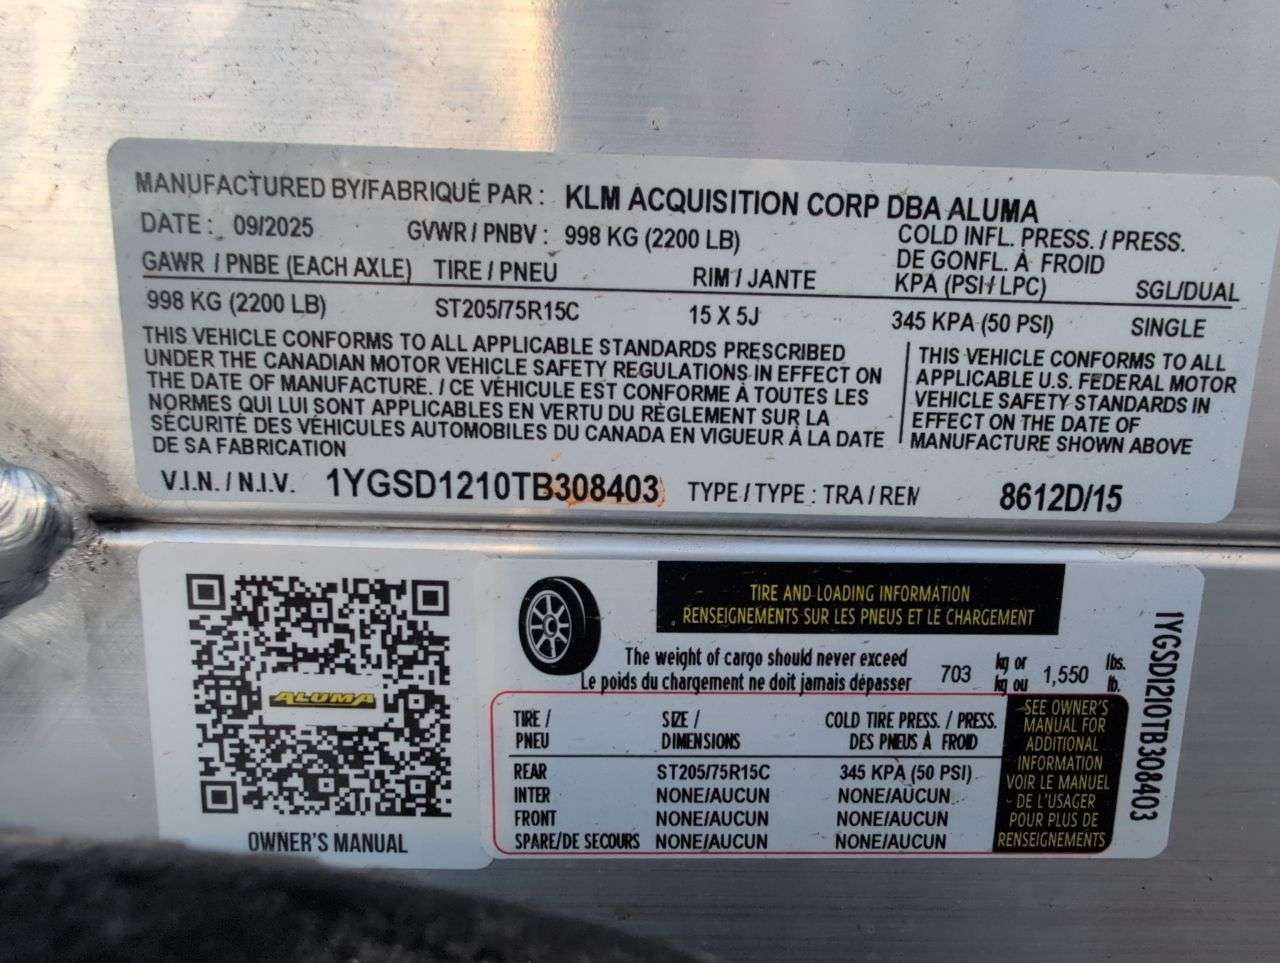 MANUFACTURED BY/FABRIQUÉ PAR : KLM ACQUISITION CORP DBA ALUMA
DATE : 09/2025 GVWR / PNBV : 998 KG (2200 LB)
COLD INFL. PRESS. / PRESS.
DE GONFL. À FROID
GAWR / PNBE (EACH AXLE) TIRE / PNEU RIM / JANTE KPA (PSI / LPC) SGL/DUAL
998 KG (2200 LB) ST205/75R15C 15 X 5J 345 KPA (50 PSI) SINGLE
THIS VEHICLE CONFORMS TO ALL APPLICABLE STANDARDS PRESCRIBED
UNDER THE CANADIAN MOTOR VEHICLE SAFETY REGULATIONS IN EFFECT ON
THE DATE OF MANUFACTURE. / CE VÉHICULE EST CONFORME À TOUTES LES
NORMES QUI LUI SONT APPLICABLES EN VERTU DU RÈGLEMENT SUR LA
SÉCURITÉ DES VÉHICULES AUTOMOBILES DU CANADA EN VIGUEUR À LA DATE
DE SA FABRICATION
THIS VEHICLE CONFORMS TO ALL
APPLICABLE U.S. FEDERAL MOTOR
VEHICLE SAFETY STANDARDS IN
EFFECT ON THE DATE OF
MANUFACTURE SHOWN ABOVE
V.I.N. / N.I.V. 1YGSD1210TB308403 TYPE / TYPE : TRA / REM 8612D/15
ALUMA
OWNER'S MANUAL
TIRE AND LOADING INFORMATION
RENSEIGNEMENTS SUR LES PNEUS ET LE CHARGEMENT
The weight of cargo should never exceed 703 kg or 1,550 lbs.
Le poids du chargement ne doit jamais dépasser kg ou lb.
TIRE / SIZE / COLD TIRE PRESS. / PRESS.
PNEU DIMENSIONS DES PNEUS À FROID
REAR ST205/75R15C 345 KPA (50 PSI)
INTER NONE/AUCUN NONE/AUCUN
FRONT NONE/AUCUN NONE/AUCUN
SPARE/DE SECOURS NONE/AUCUN NONE/AUCUN
SEE OWNER'S
MANUAL FOR
ADDITIONAL
INFORMATION
VOIR LE MANUEL
DE L'USAGER
POUR PLUS DE
RENSEIGNEMENTS
1YGSD1210TB308403